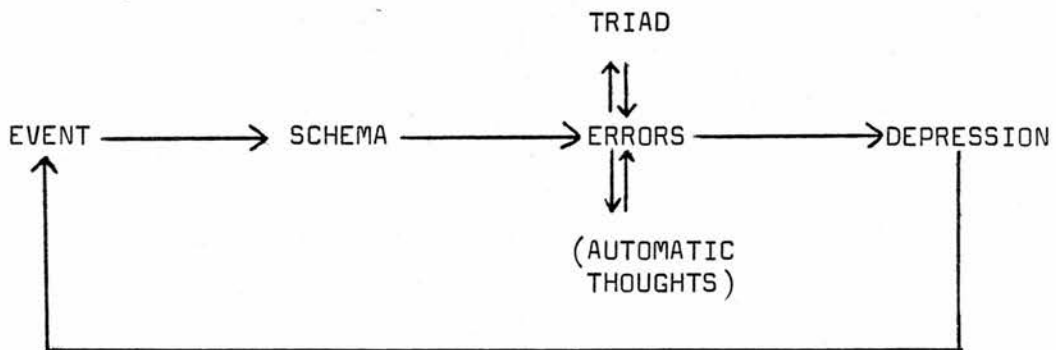 TRIAD
EVENT SCHEMA ERRORS DEPRESSION
(AUTOMATIC
THOUGHTS)